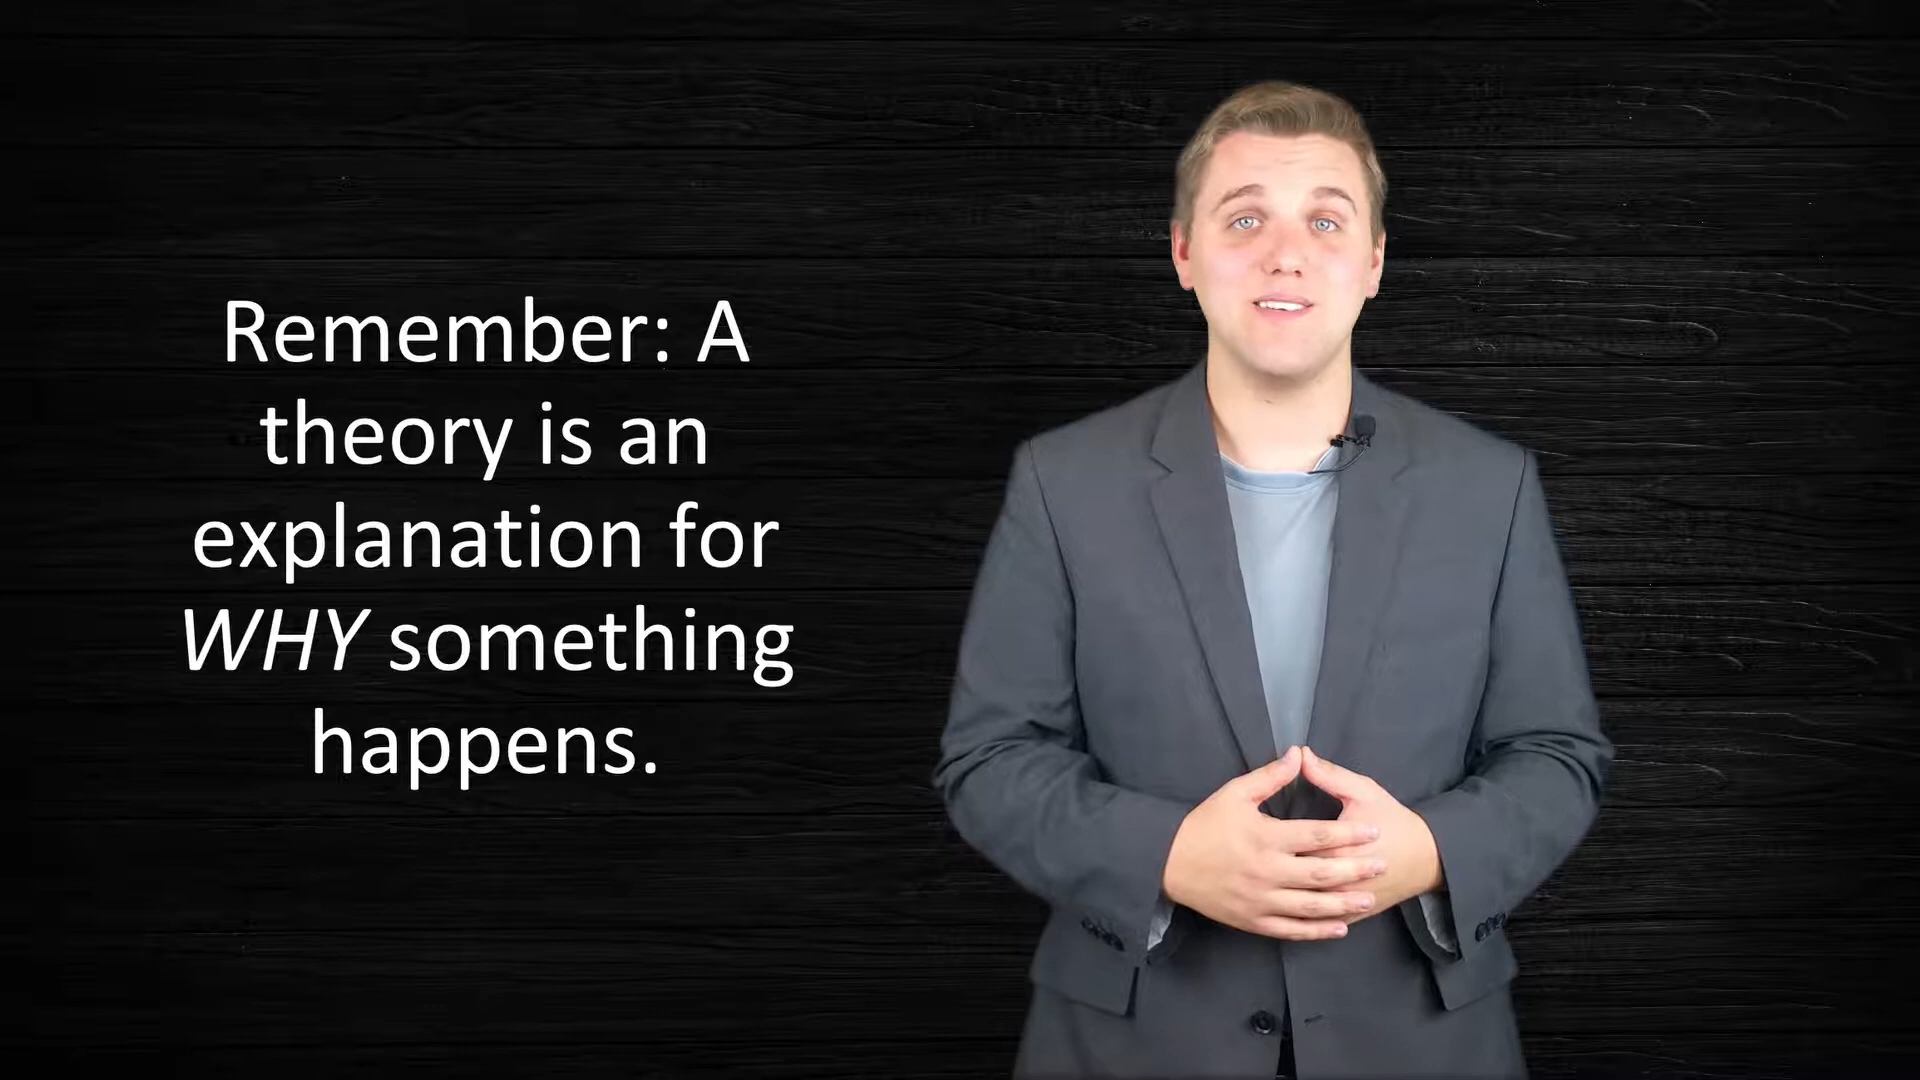 Remember: A
theory is an
explanation for
WHY something
happens.